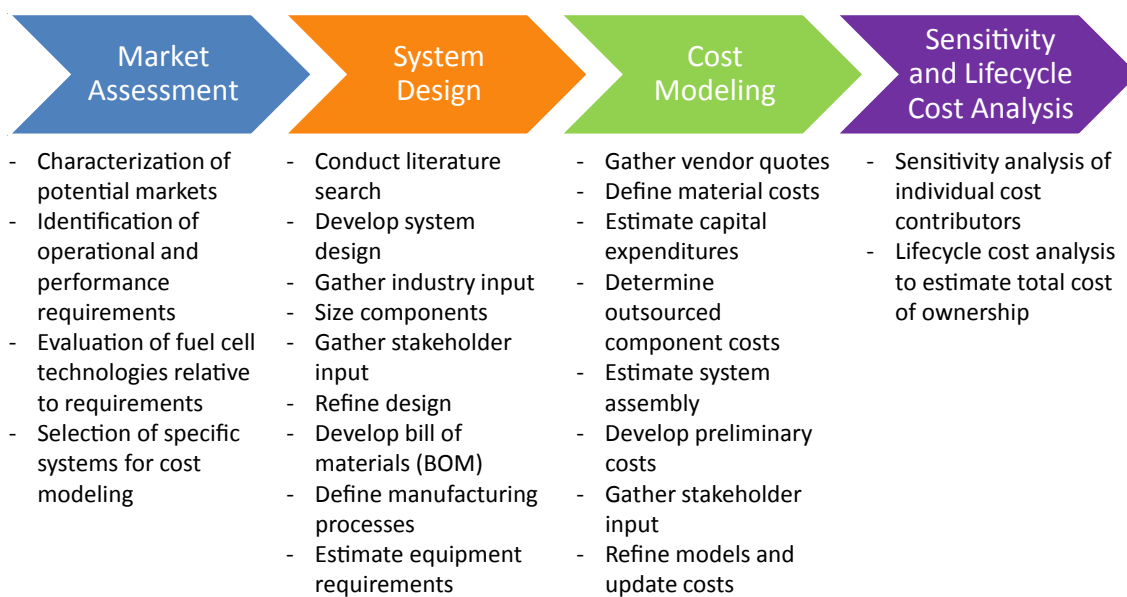 Market
Assessment
System
Design
Cost
Modeling
Sensitivity
and Lifecycle
Cost Analysis
- Characterization of
potential markets
- Identification of
operational and
performance
requirements
- Evaluation of fuel cell
technologies relative
to requirements
- Selection of specific
systems for cost
modeling
- Conduct literature
search
- Develop system
design
- Gather industry input
- Size components
- Gather stakeholder
input
- Refine design
- Develop bill of
materials (BOM)
- Define manufacturing
processes
- Estimate equipment
requirements
- Gather vendor quotes
- Define material costs
- Estimate capital
expenditures
- Determine
outsourced
component costs
- Estimate system
assembly
- Develop preliminary
costs
- Gather stakeholder
input
- Refine models and
update costs
- Sensitivity analysis of
individual cost
contributors
- Lifecycle cost analysis
to estimate total cost
of ownership